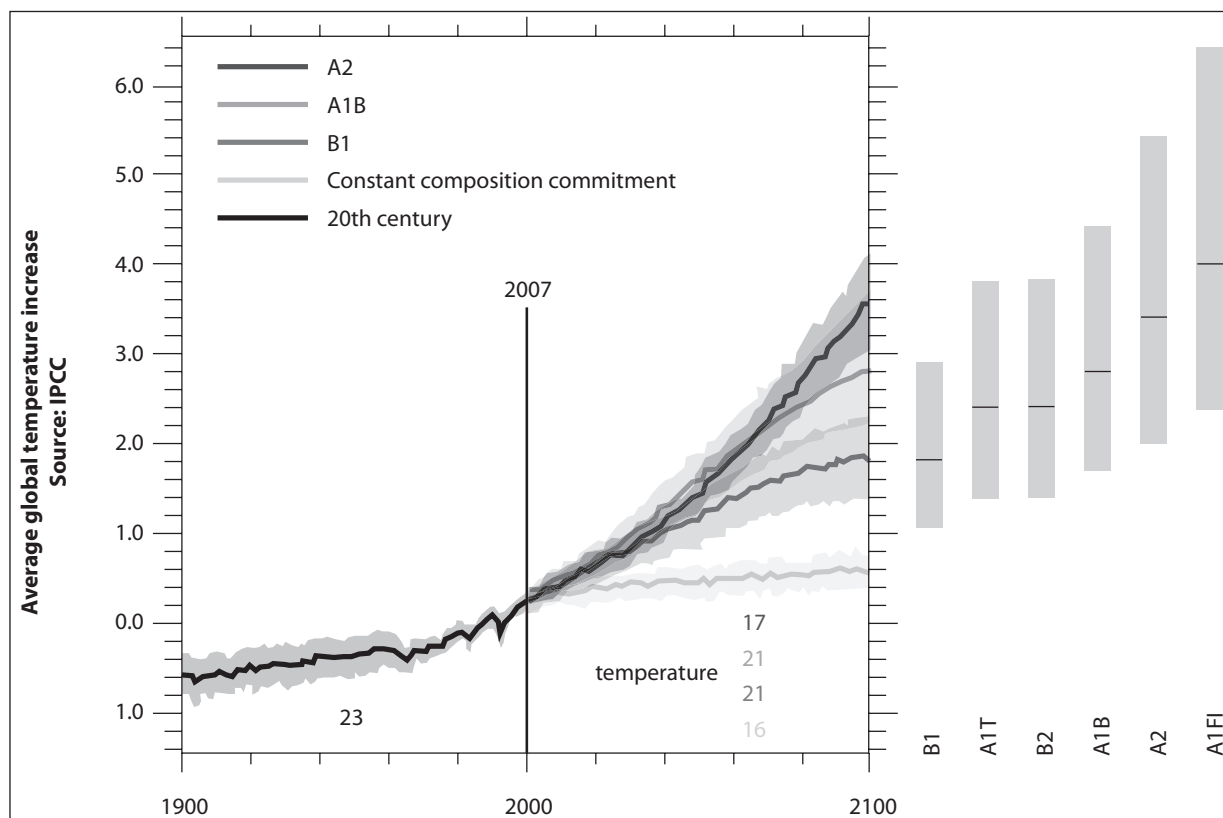 A2
A1B
B1
Constant composition commitment
20th century
Average global temperature increase
Source: IPCC
6.0
5.0
4.0
3.0
2.0
1.0
0.0
1.0
2007
23
temperature
17
21
21
16
1900
2000
2100
B1
A1T
B2
A1B
A2
A1FI